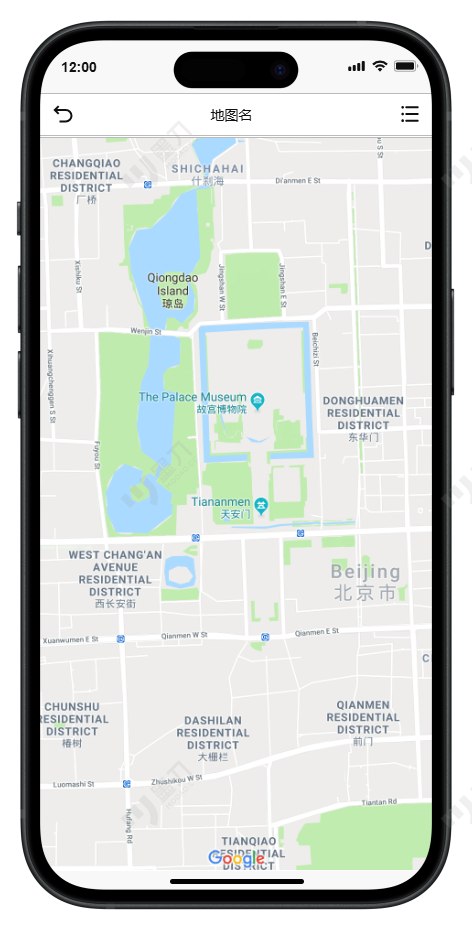 12:00
地图名
CHANGQIAO
RESIDENTIAL
DISTRICT
厂桥
SHICHAHAI
什刹海
Di'anmen E St
u S St
D
Xishiku St
Qiongdao
Island
琼岛
Jingshan W St
Jingshan E St
Wenjin St
Beichizi St
Xihuangchenggen S St
The Palace Museum
故宫博物院
DONGHUAMEN
RESIDENTIAL
DISTRICT
东华门
Fuyou St
Tiananmen
天安门
WEST CHANG'AN
AVENUE
RESIDENTIAL
DISTRICT
西长安街
Beijing
北京市
Xuanwumen E St
Qianmen W St
Qianmen E St
C
CHUNSHU
RESIDENTIAL
DISTRICT
椿树
DASHILAN
RESIDENTIAL
DISTRICT
大栅栏
QIANMEN
RESIDENTIAL
DISTRICT
前门
Luomashi St
Zhushikou W St
Hufang Rd
Tiantan Rd
TIANQIAO
RESIDENTIAL
DISTRICT
Google